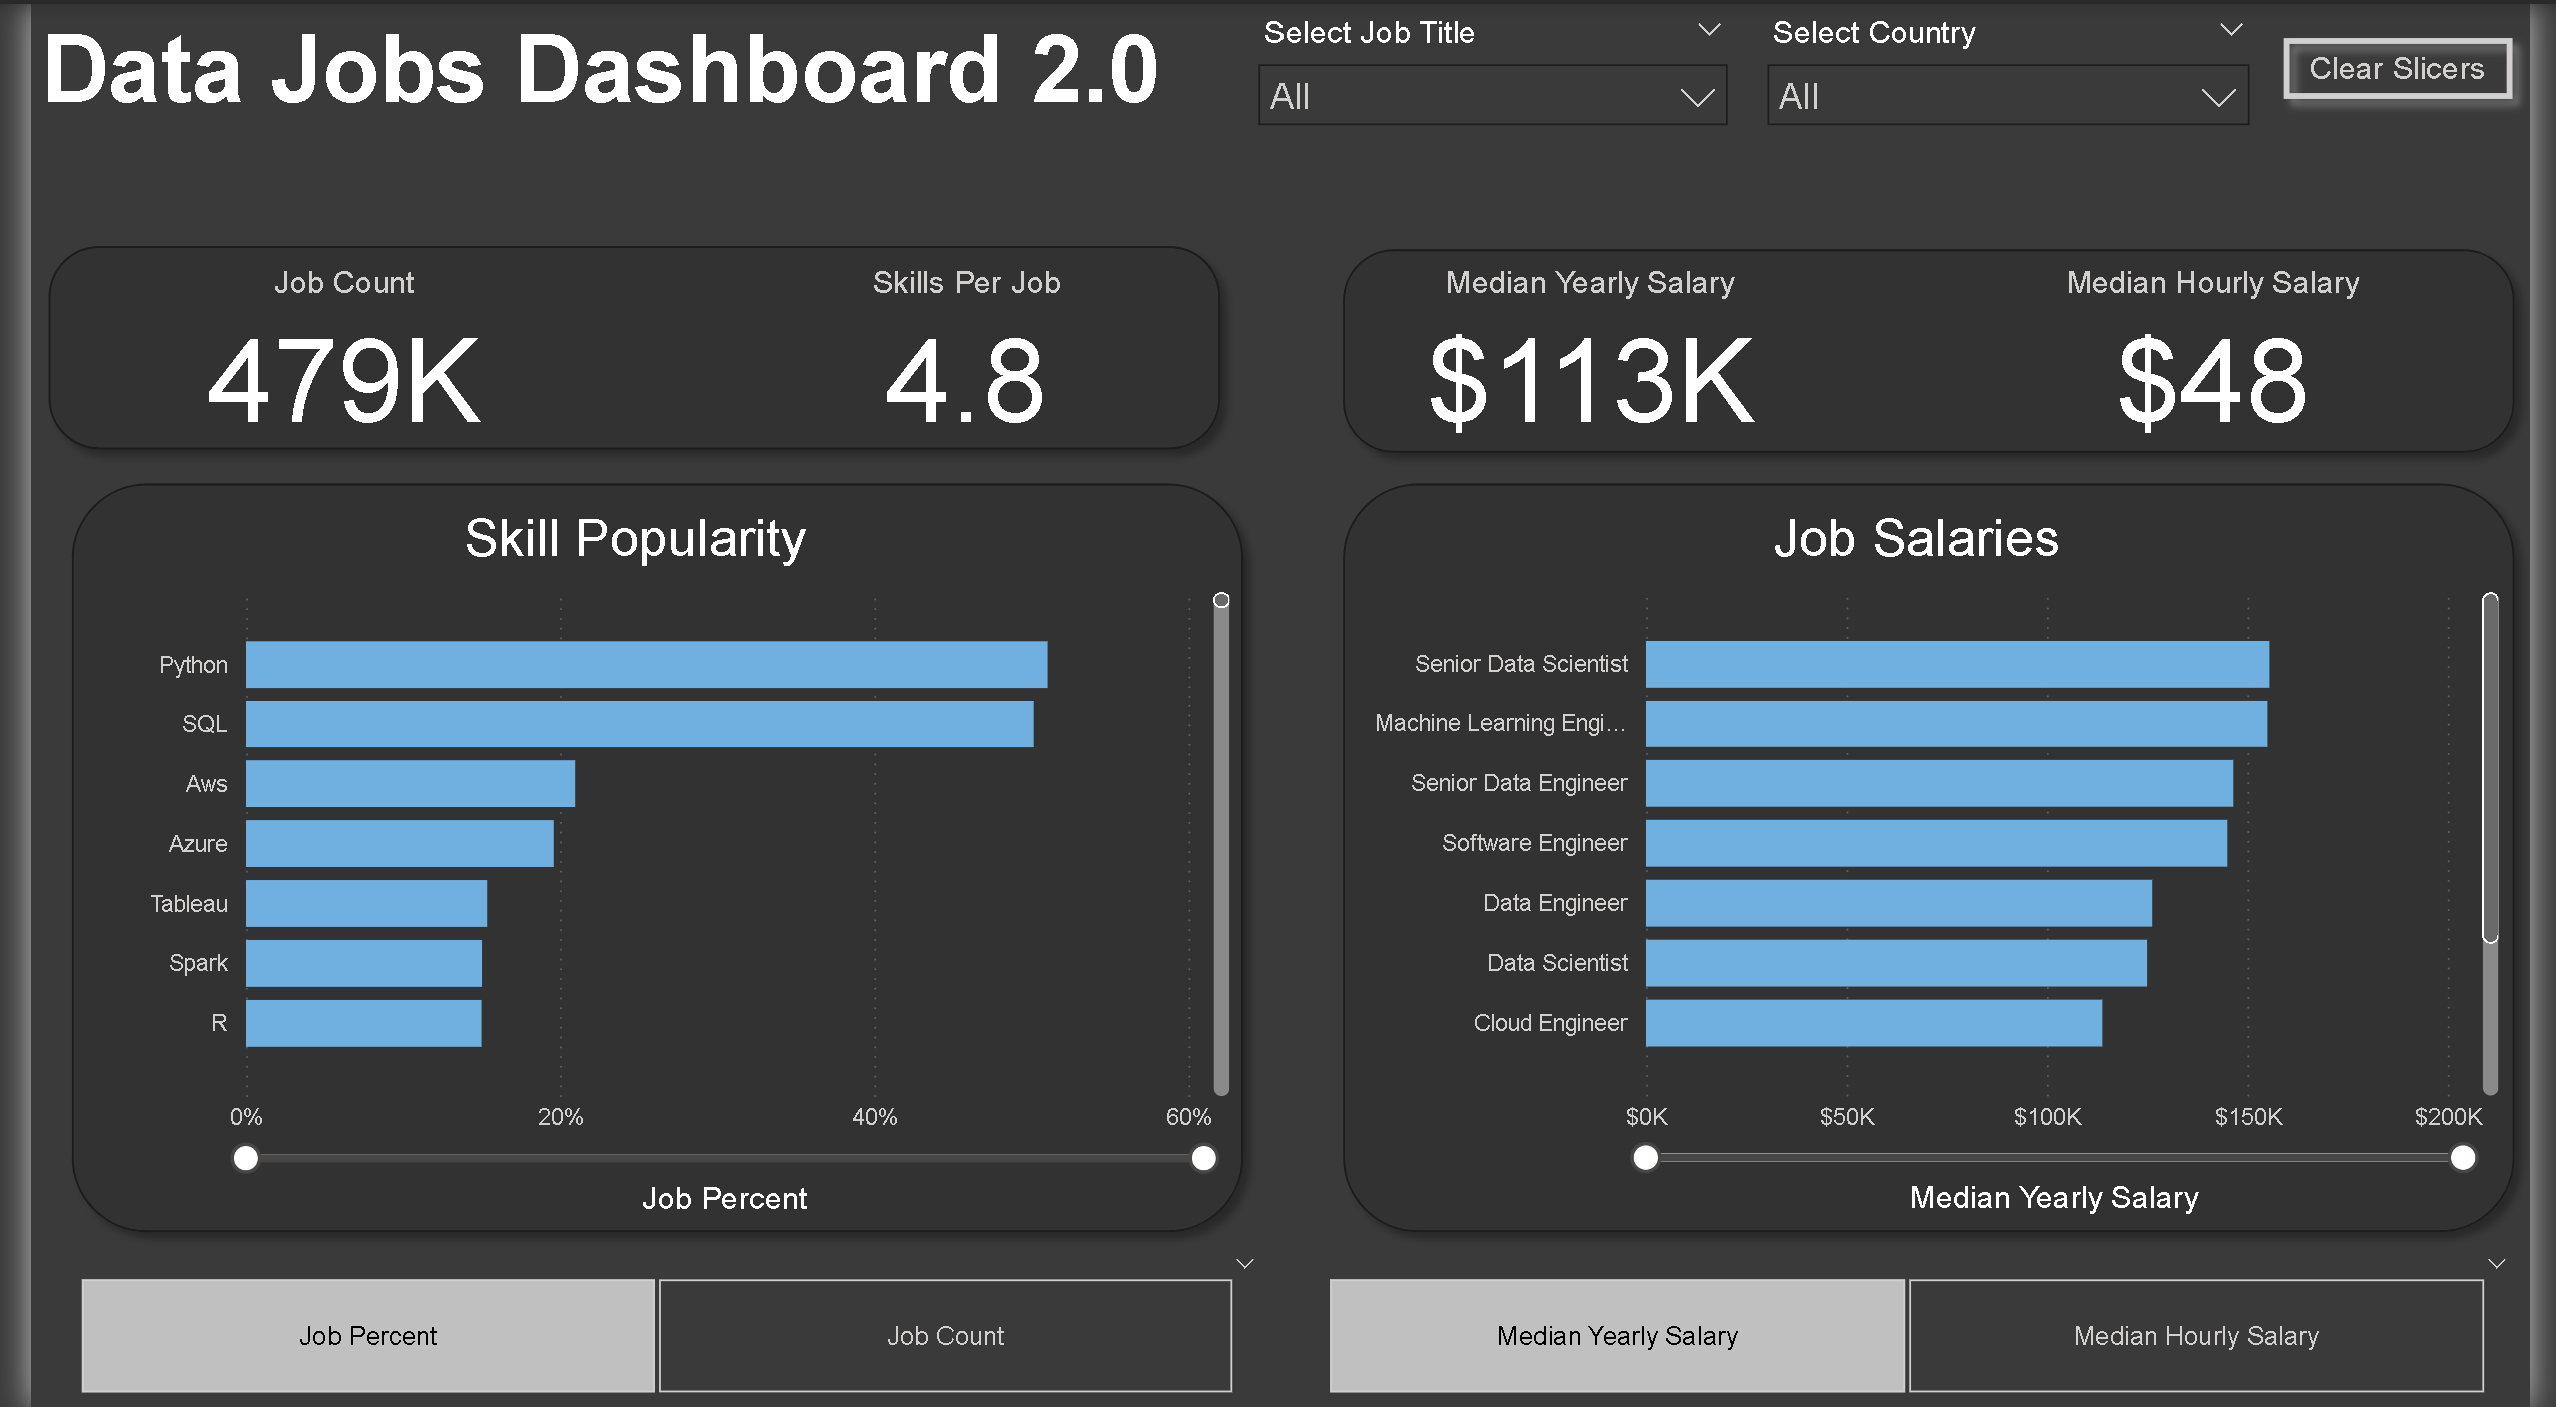 Data Jobs Dashboard 2.0
Select Job Title
All
Select Country
All
Clear Slicers
Job Count
479K
Skills Per Job
4.8
Median Yearly Salary
$113K
Median Hourly Salary
$48
Skill Popularity
Python
SQL
Aws
Azure
Tableau
Spark
R
0% 20% 40% 60%
Job Percent
Job Salaries
Senior Data Scientist
Machine Learning Engi...
Senior Data Engineer
Software Engineer
Data Engineer
Data Scientist
Cloud Engineer
$0K $50K $100K $150K $200K
Median Yearly Salary
Job Percent
Job Count
Median Yearly Salary
Median Hourly Salary